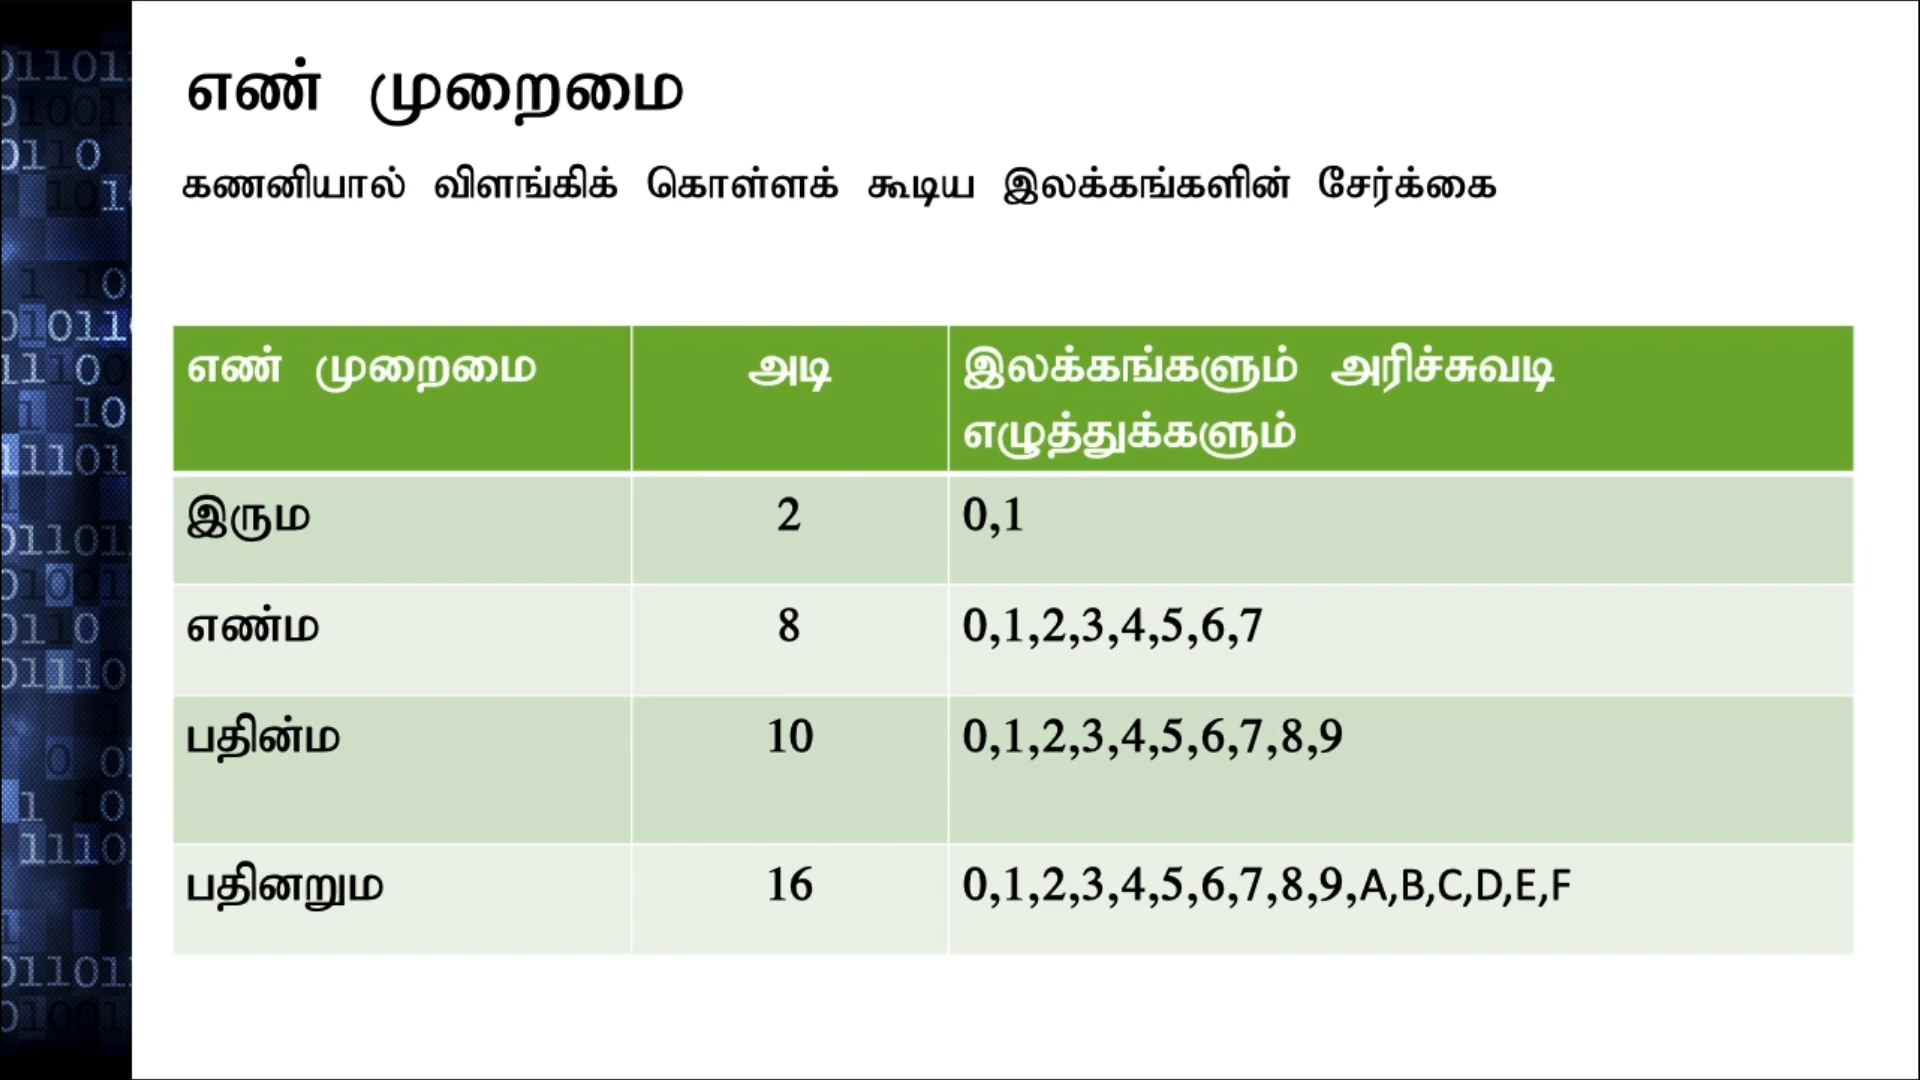 எண் முறைமை
கணனியால் விளங்கிக் கொள்ளக் கூடிய இலக்கங்களின் சேர்க்கை
எண் முறைமை அடி இலக்கங்களும் அரிச்சுவடி
எழுத்துக்களும்
இரும 2 0,1
எண்ம 8 0,1,2,3,4,5,6,7
பதின்ம 10 0,1,2,3,4,5,6,7,8,9
பதினறும 16 0,1,2,3,4,5,6,7,8,9,A,B,C,D,E,F